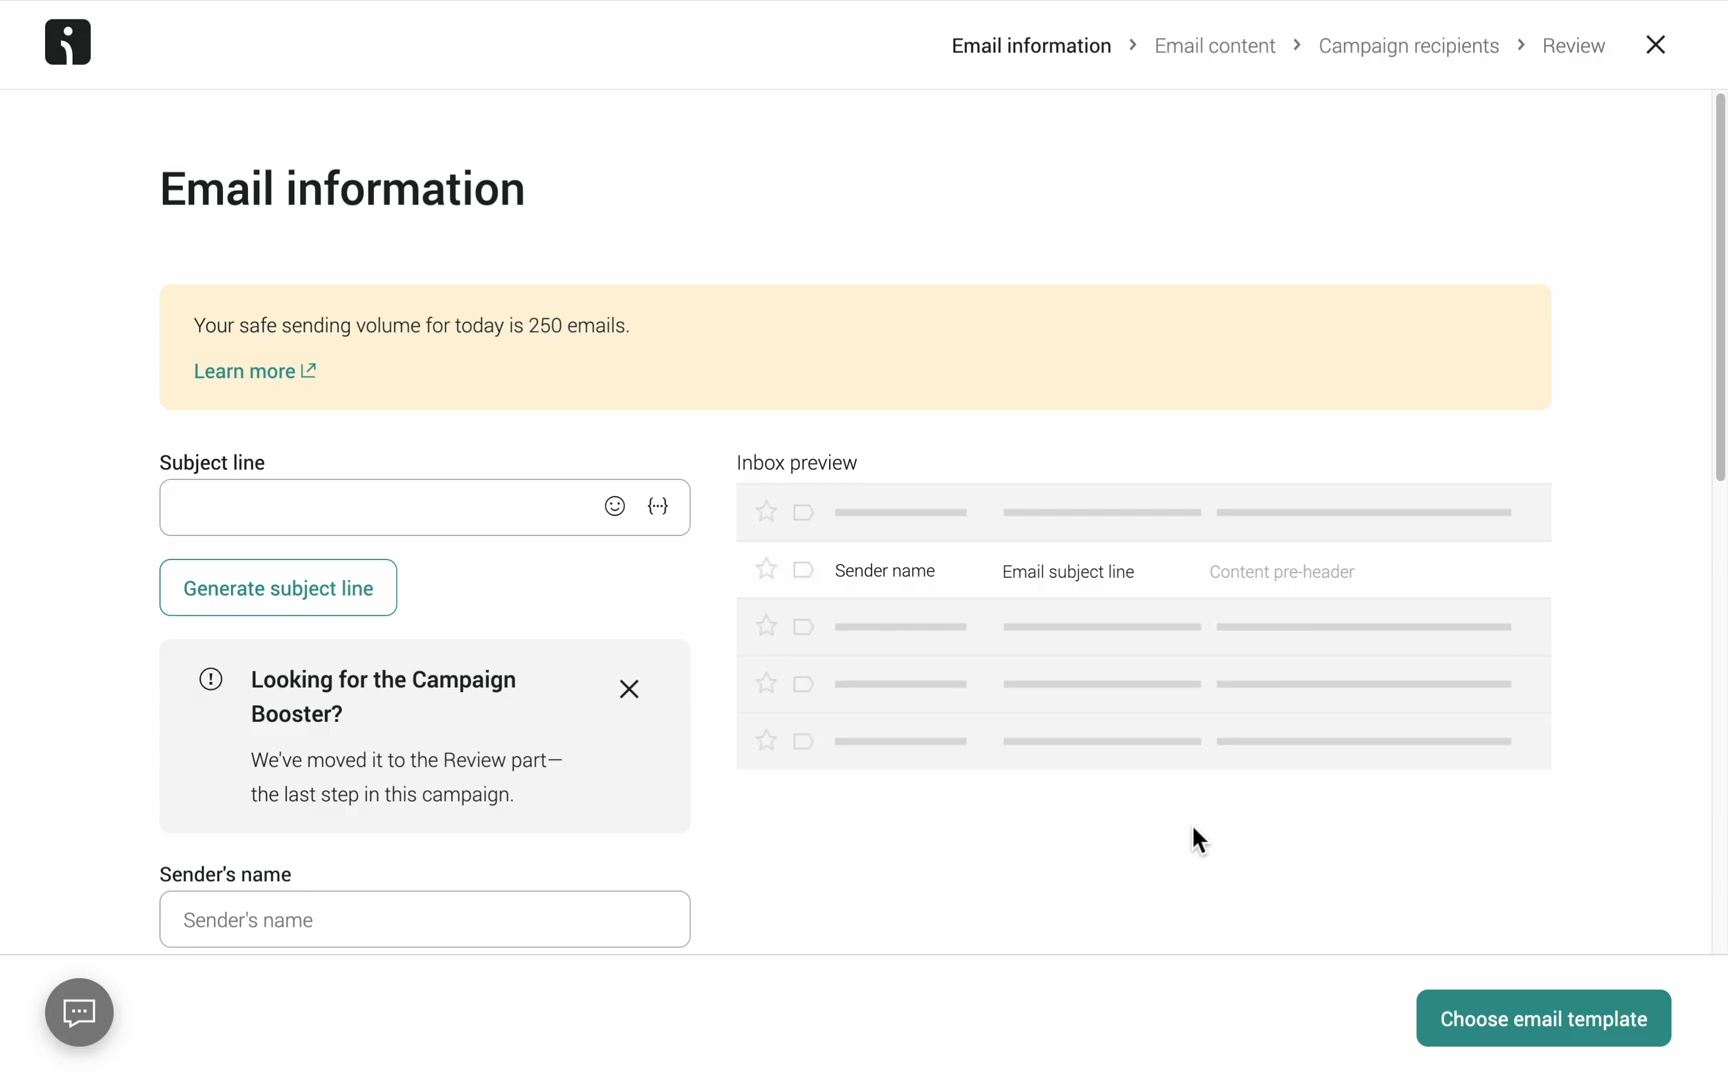 Email information > Email content > Campaign recipients > Review
Email information
Your safe sending volume for today is 250 emails.
Learn more
Subject line
Inbox preview
Generate subject line
Sender name Email subject line Content pre-header
Looking for the Campaign
Booster?
We've moved it to the Review part—
the last step in this campaign.
Sender's name
Sender's name
Choose email template